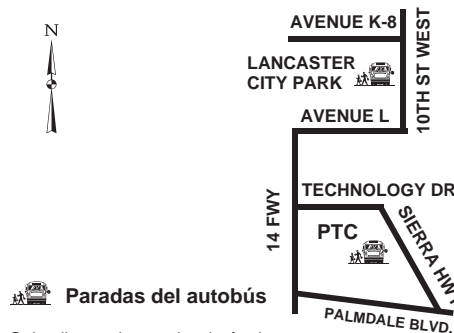 AVENUE K-8
N
LANCASTER
CITY PARK
10TH ST WEST
AVENUE L
TECHNOLOGY DR
14 FWY
PTC
SIERRA HWY
Paradas del autobús
PALMDALE BLVD.